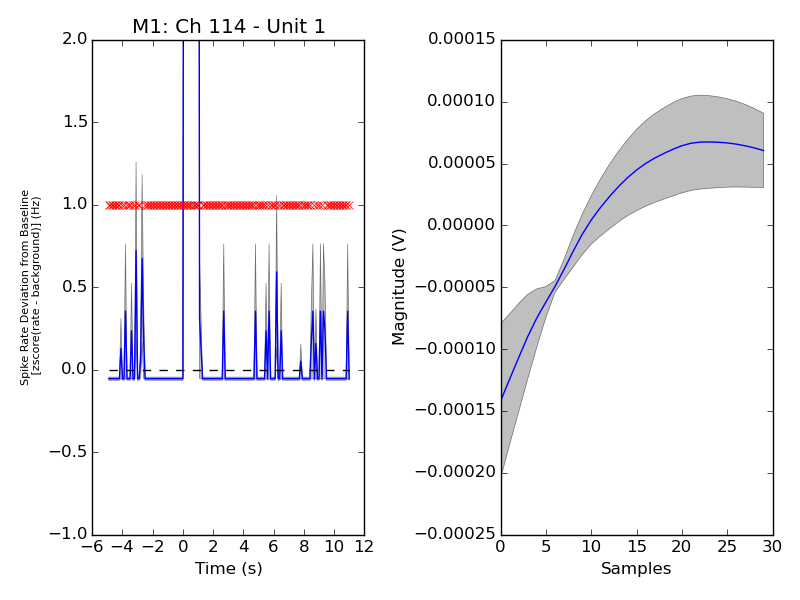 M1: Ch 114 - Unit 1
2.0
1.5
1.0
0.5
0.0
−0.5
−1.0
−6 −4 −2 0 2 4 6 8 10 12
Time (s)
Spike Rate Deviation from Baseline
[zscore(rate - background)] (Hz)
0.00015
0.00010
0.00005
0.00000
−0.00005
−0.00010
−0.00015
−0.00020
−0.00025
0 5 10 15 20 25 30
Samples
Magnitude (V)